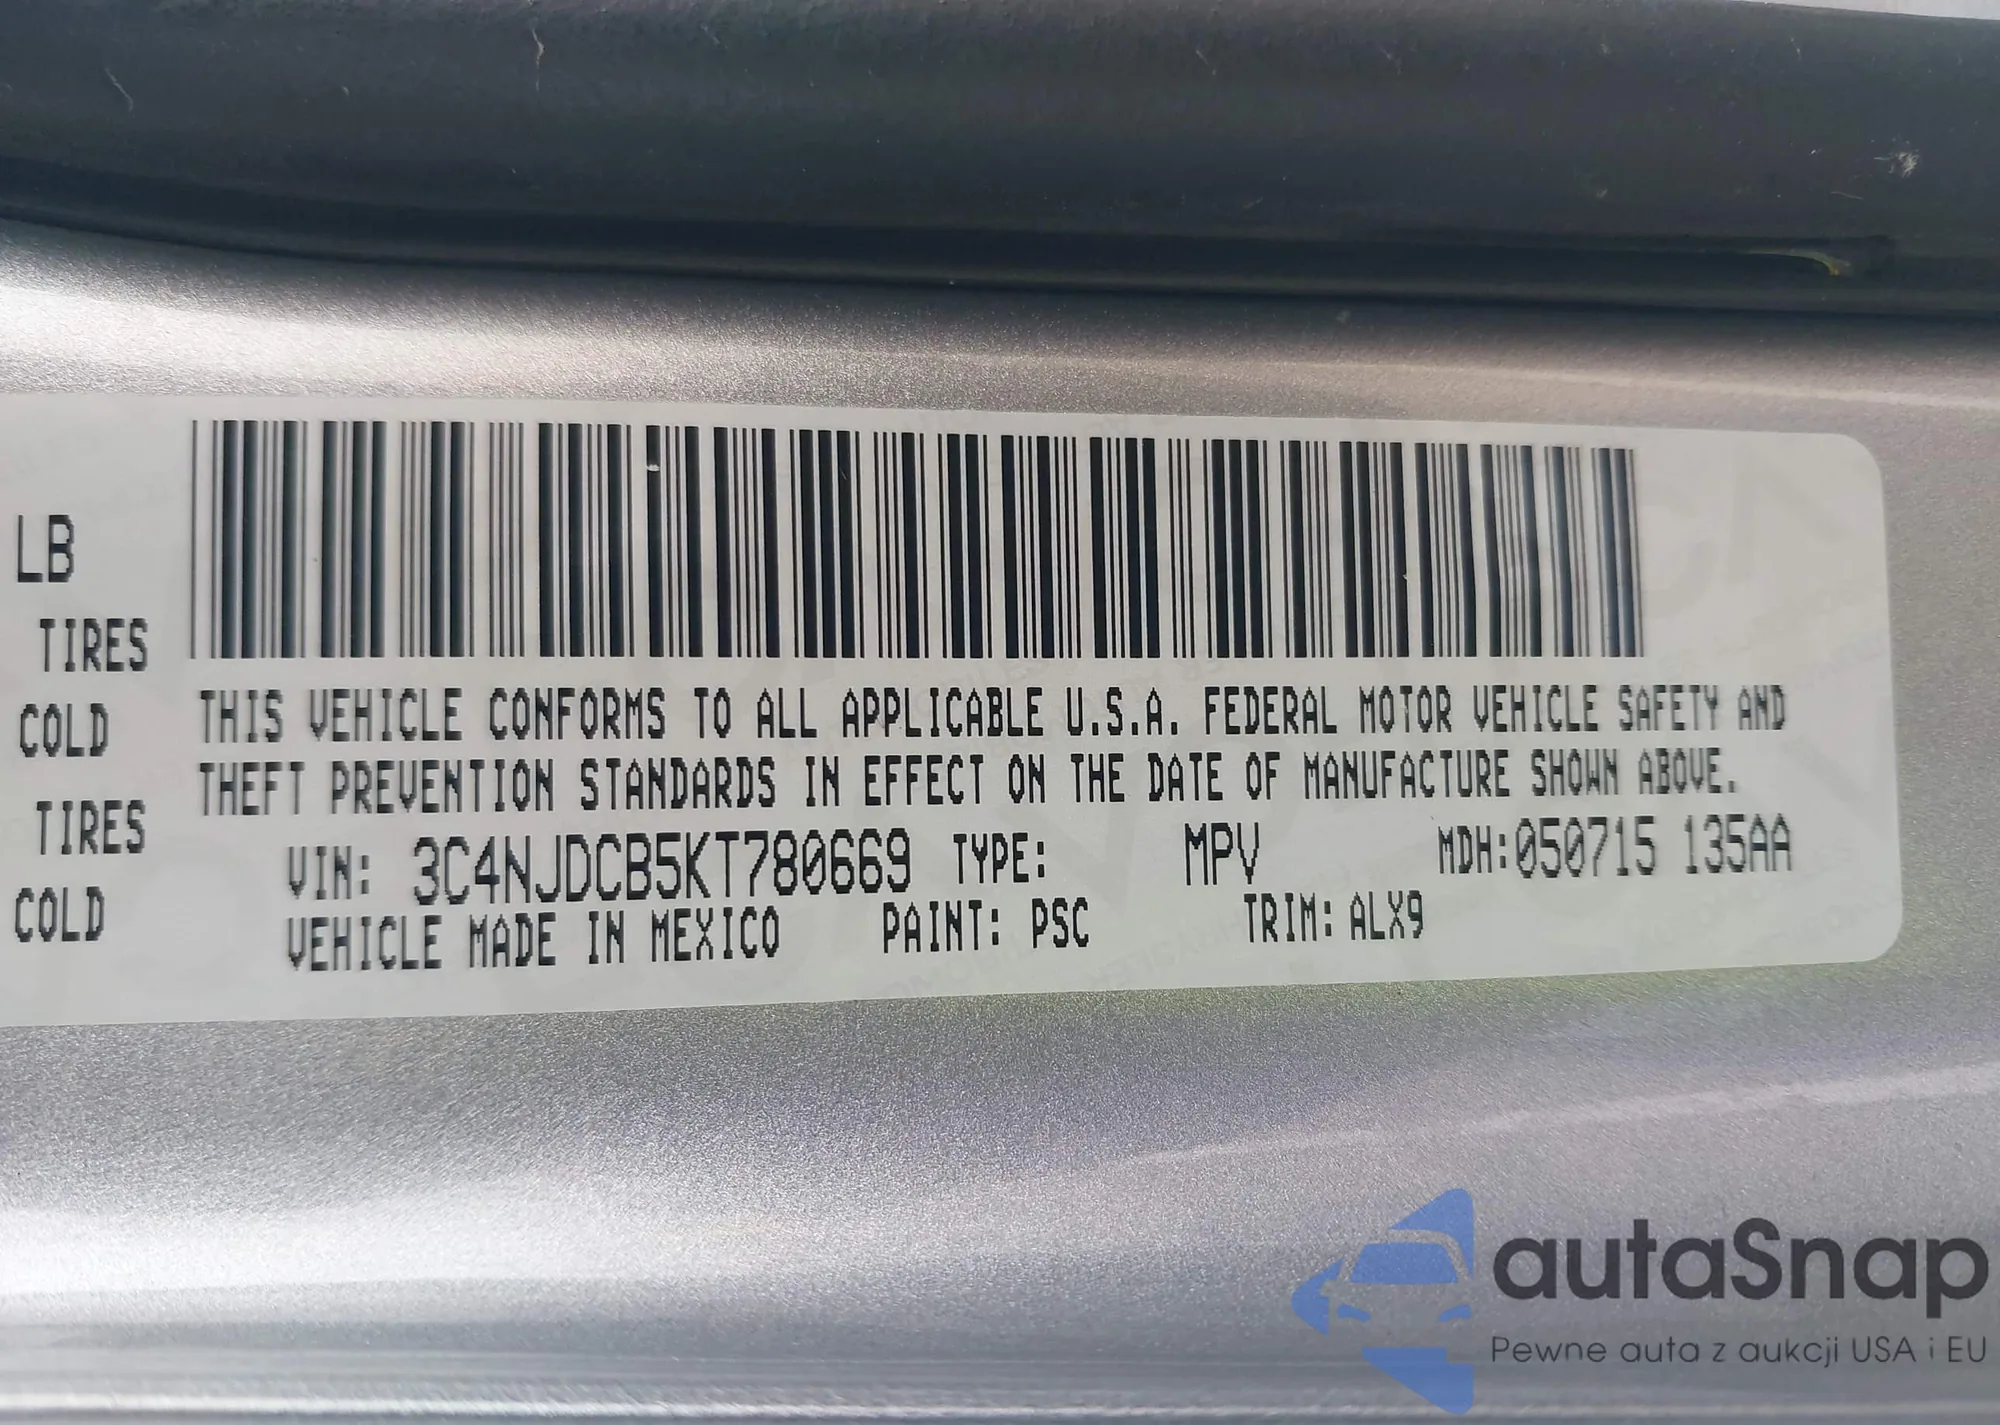 LB
TIRES
COLD
TIRES
COLD
THIS VEHICLE CONFORMS TO ALL APPLICABLE U.S.A. FEDERAL MOTOR VEHICLE SAFETY AND
THEFT PREVENTION STANDARDS IN EFFECT ON THE DATE OF MANUFACTURE SHOWN ABOVE.
VIN: 3C4NJDCB5KT780669 TYPE: MPV MDH:050715 135AA
VEHICLE MADE IN MEXICO PAINT: PSC TRIM: ALX9
autaSnap
Pewne auta z aukcji USA i EU